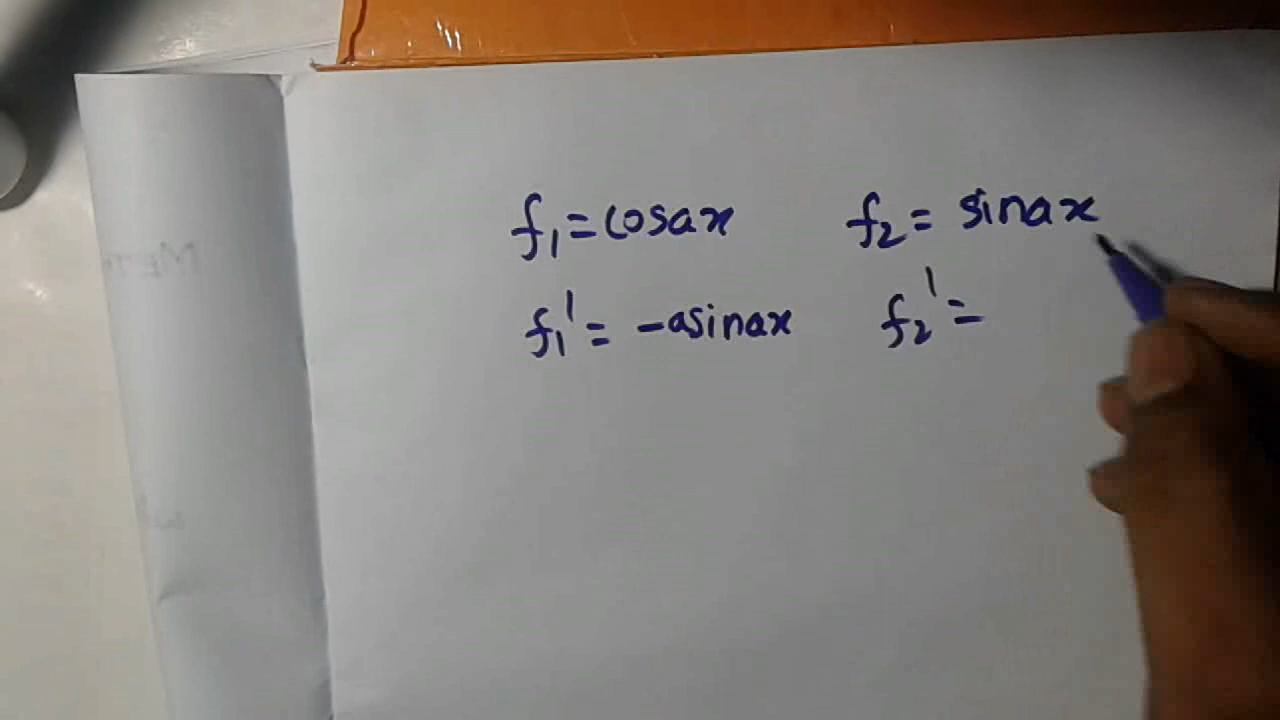 f₁ = cosax f₂ = sinax
f₁' = -asinax f₂' =